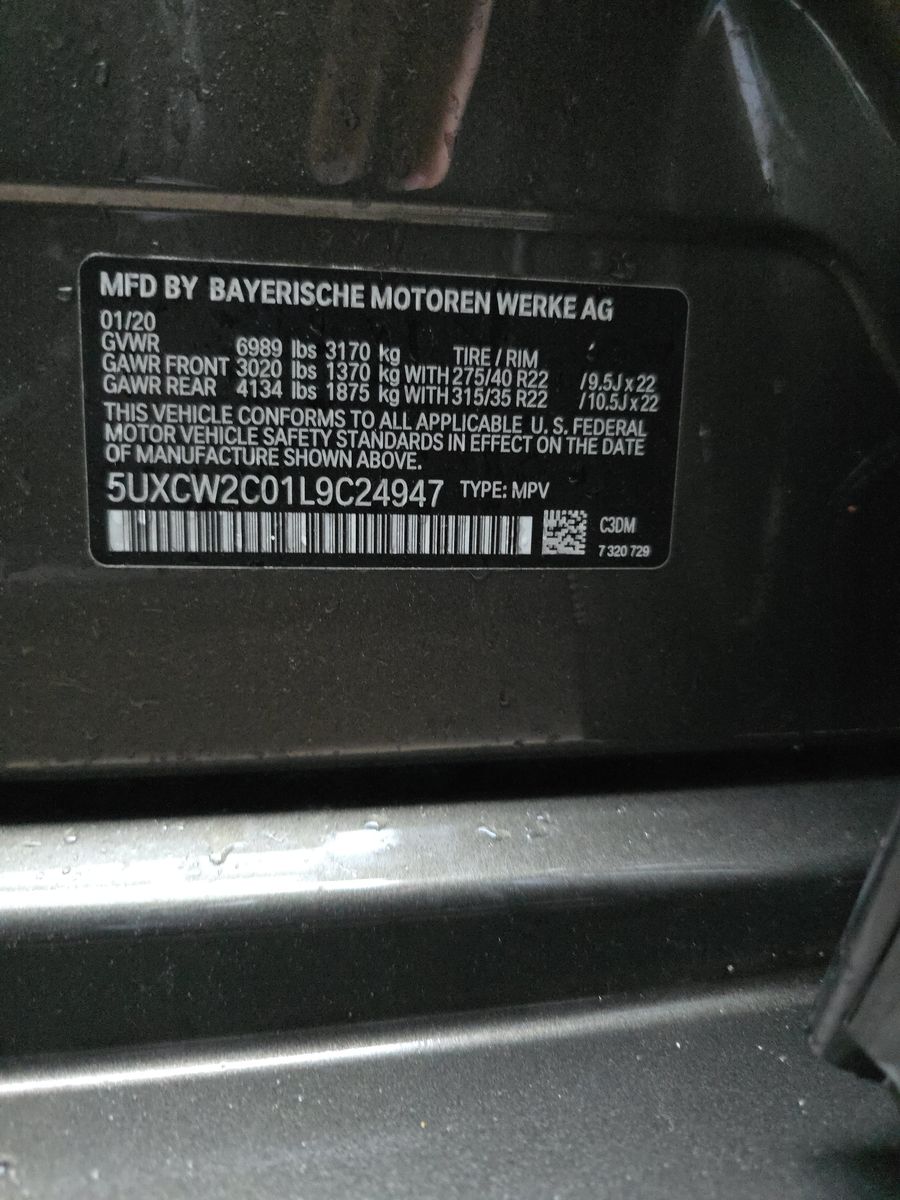 MFD BY BAYERISCHE MOTOREN WERKE AG
01/20
GVWR 6989 lbs 3170 kg TIRE / RIM
GAWR FRONT 3020 lbs 1370 kg WITH 275/40 R22 / 9.5J x 22
GAWR REAR 4134 lbs 1875 kg WITH 315/35 R22 / 10.5J x 22
THIS VEHICLE CONFORMS TO ALL APPLICABLE U. S. FEDERAL
MOTOR VEHICLE SAFETY STANDARDS IN EFFECT ON THE DATE
OF MANUFACTURE SHOWN ABOVE.
5UXCW2C01L9C24947 TYPE: MPV
C3DM
7 320 729